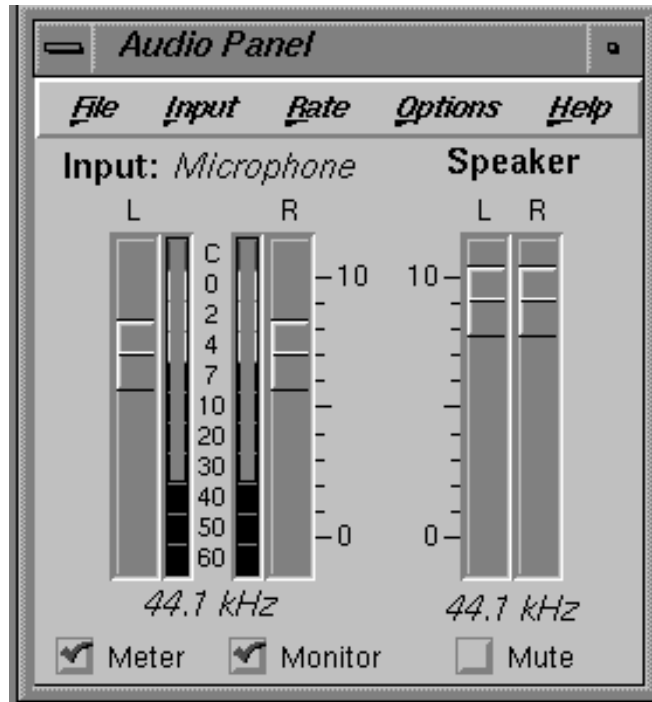 Audio Panel
File Input Rate Options Help
Input: Microphone Speaker
L R L R
C
0 10 10
2
4
7
10
20
30
40
50 0 0
60
44.1 kHz 44.1 kHz
Meter Monitor Mute